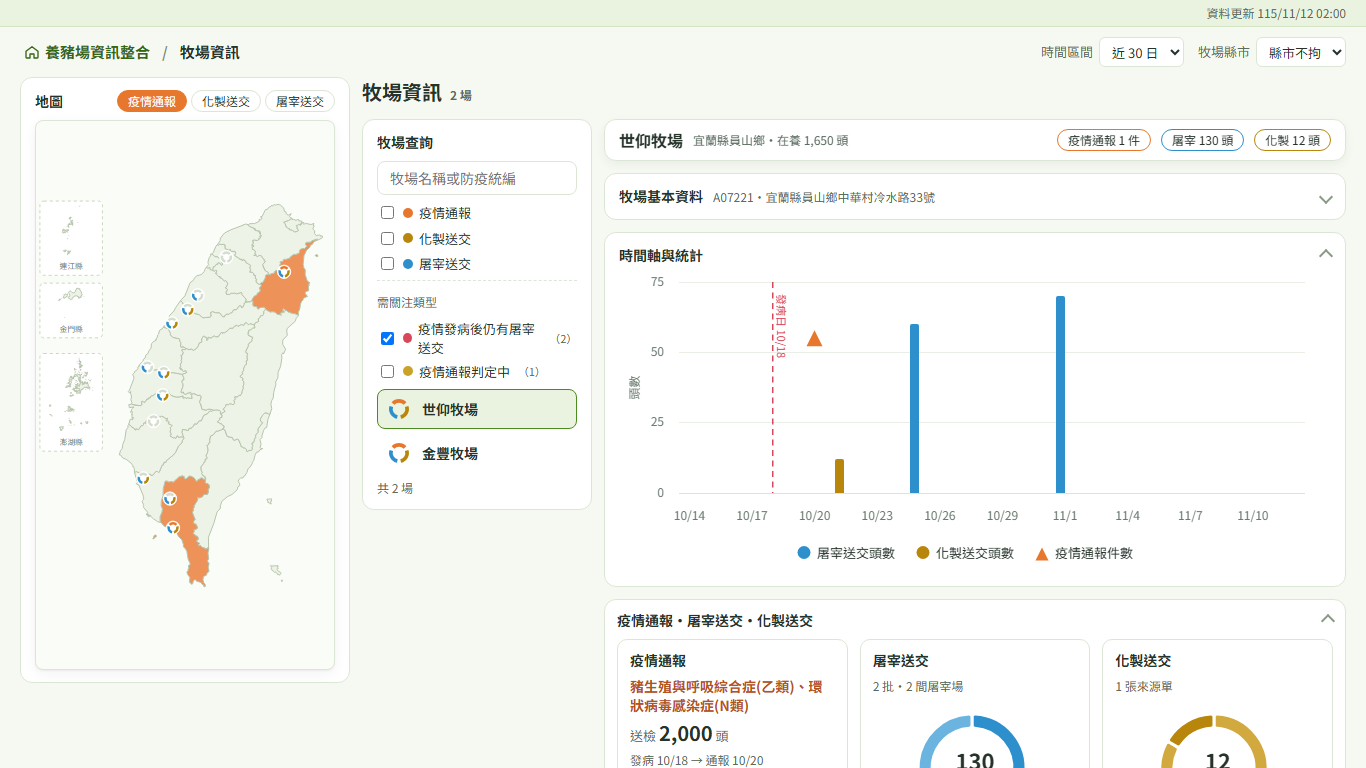 資料更新 115/11/12 02:00
養豬場資訊整合 / 牧場資訊
時間區間 近 30 日 牧場縣市 縣市不拘
地圖 疫情通報 化製送交 屠宰送交
連江縣
金門縣
澎湖縣
牧場資訊 2 場
牧場查詢
牧場名稱或防疫統編
疫情通報
化製送交
屠宰送交
需關注類型
疫情發病後仍有屠宰
送交 (2)
疫情通報判定中 (1)
世仰牧場
金豐牧場
共 2 場
世仰牧場 宜蘭縣員山鄉・在養 1,650 頭 疫情通報 1 件 屠宰 130 頭 化製 12 頭
牧場基本資料 A07221・宜蘭縣員山鄉中華村冷水路33號
時間軸與統計
頭數
75
50
25
0
發病日 10/18
10/14 10/17 10/20 10/23 10/26 10/29 11/1 11/4 11/7 11/10
屠宰送交頭數 化製送交頭數 疫情通報件數
疫情通報・屠宰送交・化製送交
疫情通報
豬生殖與呼吸綜合症(乙類)、環
狀病毒感染症(N類)
送檢 2,000 頭
發病 10/18 → 通報 10/20
屠宰送交
2 批・2 間屠宰場
130
化製送交
1 張來源單
12